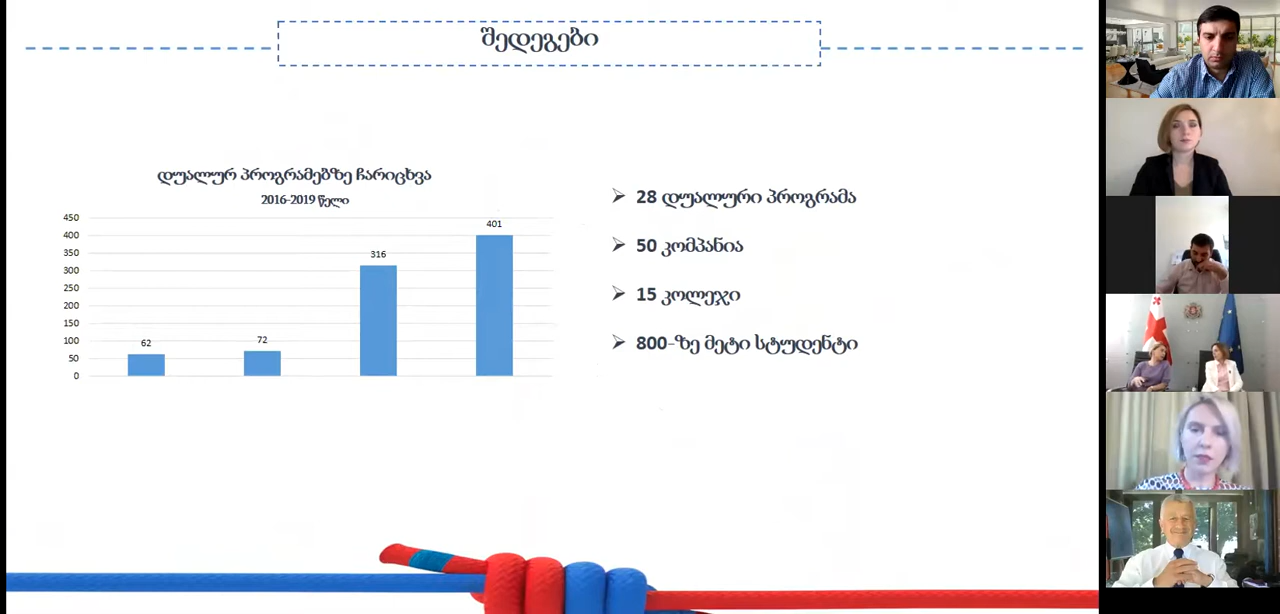 შედეგები
დუალურ პროგრამებზე ჩარიცხვა
2016-2019 წელი
450
400
350
300
250
200
150
100
50
0
62
72
316
401
28 დუალური პროგრამა
50 კომპანია
15 კოლეჯი
800-ზე მეტი სტუდენტი